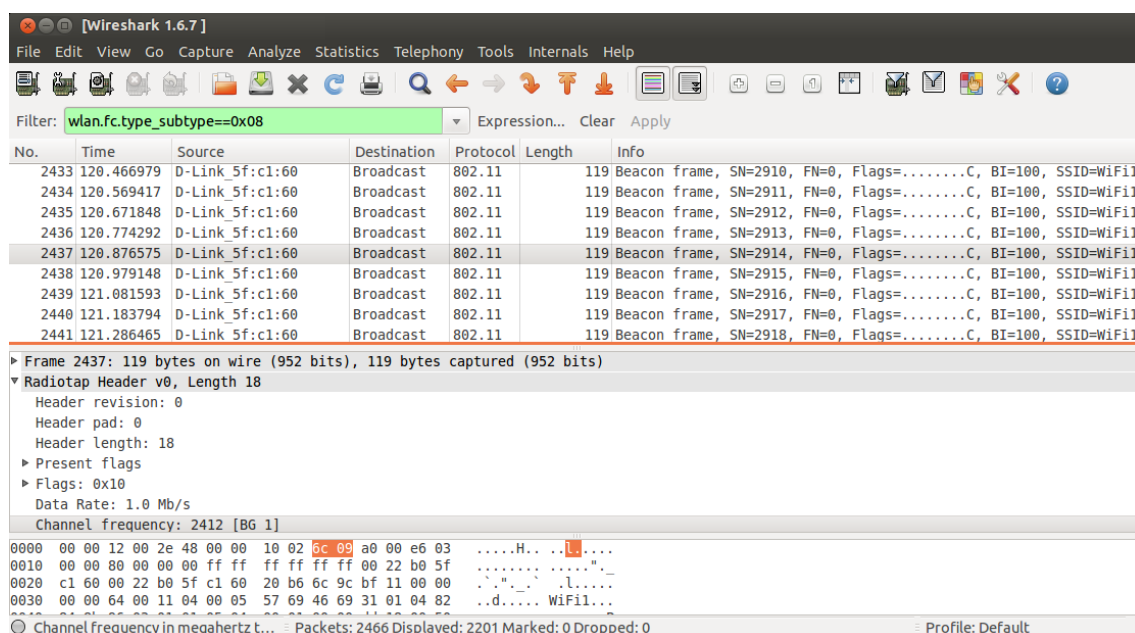 [Wireshark 1.6.7 ]
File Edit View Go Capture Analyze Statistics Telephony Tools Internals Help
Filter: wlan.fc.type_subtype==0x08 Expression... Clear Apply
No. Time Source Destination Protocol Length Info
2433 120.466979 D-Link_5f:c1:60 Broadcast 802.11 119 Beacon frame, SN=2910, FN=0, Flags=........C, BI=100, SSID=WiFi1
2434 120.569417 D-Link_5f:c1:60 Broadcast 802.11 119 Beacon frame, SN=2911, FN=0, Flags=........C, BI=100, SSID=WiFi1
2435 120.671848 D-Link_5f:c1:60 Broadcast 802.11 119 Beacon frame, SN=2912, FN=0, Flags=........C, BI=100, SSID=WiFi1
2436 120.774292 D-Link_5f:c1:60 Broadcast 802.11 119 Beacon frame, SN=2913, FN=0, Flags=........C, BI=100, SSID=WiFi1
2437 120.876575 D-Link_5f:c1:60 Broadcast 802.11 119 Beacon frame, SN=2914, FN=0, Flags=........C, BI=100, SSID=WiFi1
2438 120.979148 D-Link_5f:c1:60 Broadcast 802.11 119 Beacon frame, SN=2915, FN=0, Flags=........C, BI=100, SSID=WiFi1
2439 121.081593 D-Link_5f:c1:60 Broadcast 802.11 119 Beacon frame, SN=2916, FN=0, Flags=........C, BI=100, SSID=WiFi1
2440 121.183794 D-Link_5f:c1:60 Broadcast 802.11 119 Beacon frame, SN=2917, FN=0, Flags=........C, BI=100, SSID=WiFi1
2441 121.286465 D-Link_5f:c1:60 Broadcast 802.11 119 Beacon frame, SN=2918, FN=0, Flags=........C, BI=100, SSID=WiFi1
Frame 2437: 119 bytes on wire (952 bits), 119 bytes captured (952 bits)
Radiotap Header v0, Length 18
Header revision: 0
Header pad: 0
Header length: 18
Present flags
Flags: 0x10
Data Rate: 1.0 Mb/s
Channel frequency: 2412 [BG 1]
0000 00 00 12 00 2e 48 00 00 10 02 6c 09 a0 00 e6 03 .....H.. ..l.....
0010 00 00 80 00 00 00 ff ff ff ff ff ff 00 22 b0 5f ........ ....."._
0020 c1 60 00 22 b0 5f c1 60 20 b6 6c 9c bf 11 00 00 .`."._.` .l.....
0030 00 00 64 00 11 04 00 05 57 69 46 69 31 01 04 82 ..d..... WiFi1...
Channel frequency in megahertz t... Packets: 2466 Displayed: 2201 Marked: 0 Dropped: 0 Profile: Default